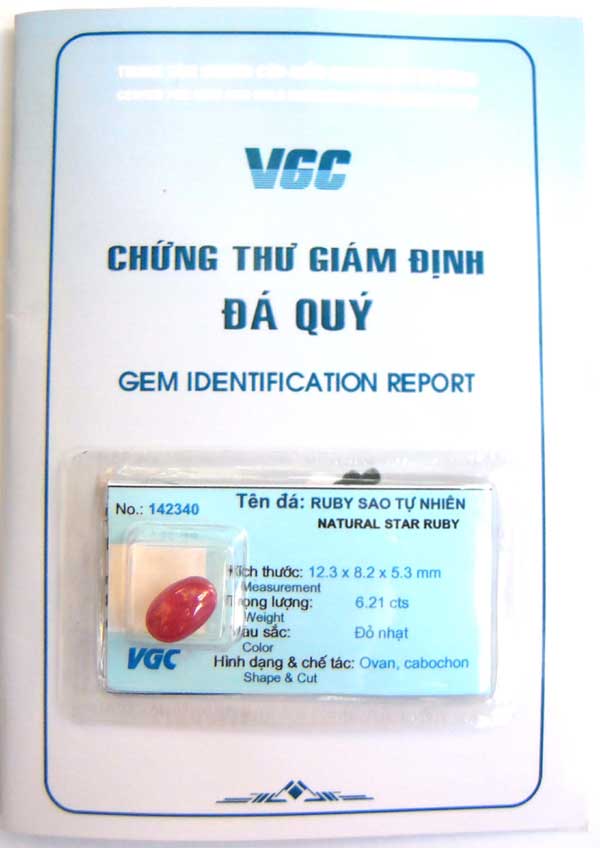 VGC
CHỨNG THƯ GIÁM ĐỊNH
ĐÁ QUÝ
GEM IDENTIFICATION REPORT
No.: 142340
Tên đá: RUBY SAO TỰ NHIÊN
NATURAL STAR RUBY
Kích thước: 12.3 x 8.2 x 5.3 mm
Measurement
Trọng lượng: 6.21 cts
Weight
Màu sắc: Đỏ nhạt
Color
VGC
Hình dạng & chế tác: Ovan, cabochon
Shape & Cut